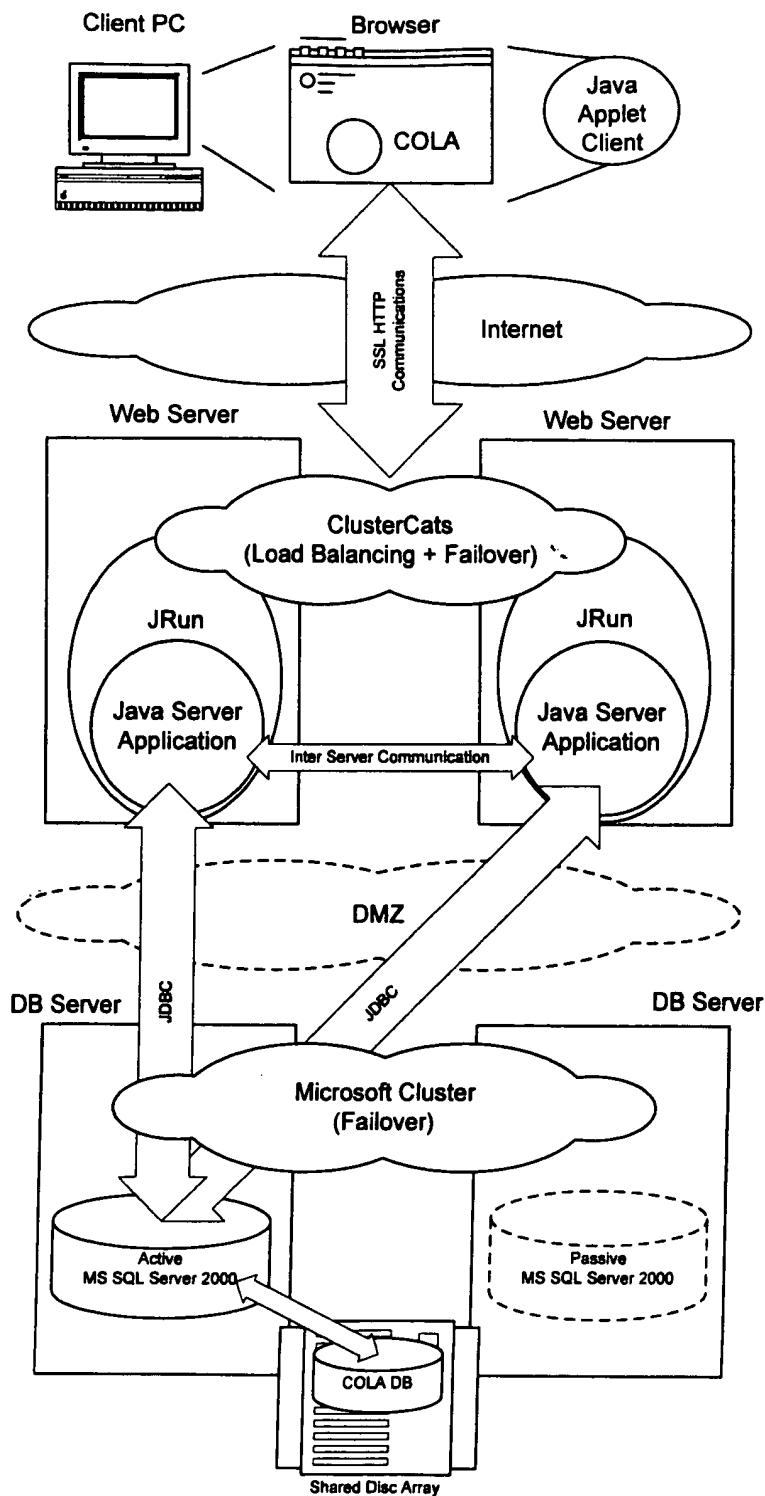 Client PC
Browser
COLA
Java
Applet
Client
SSL HTTP
Communications
Internet
Web Server
Web Server
ClusterCats
(Load Balancing + Failover)
JRun
JRun
Java Server
Application
Java Server
Application
Inter Server Communication
DMZ
JDBC
JDBC
DB Server
DB Server
Microsoft Cluster
(Failover)
Active
MS SQL Server 2000
Passive
MS SQL Server 2000
COLA DB
Shared Disc Array